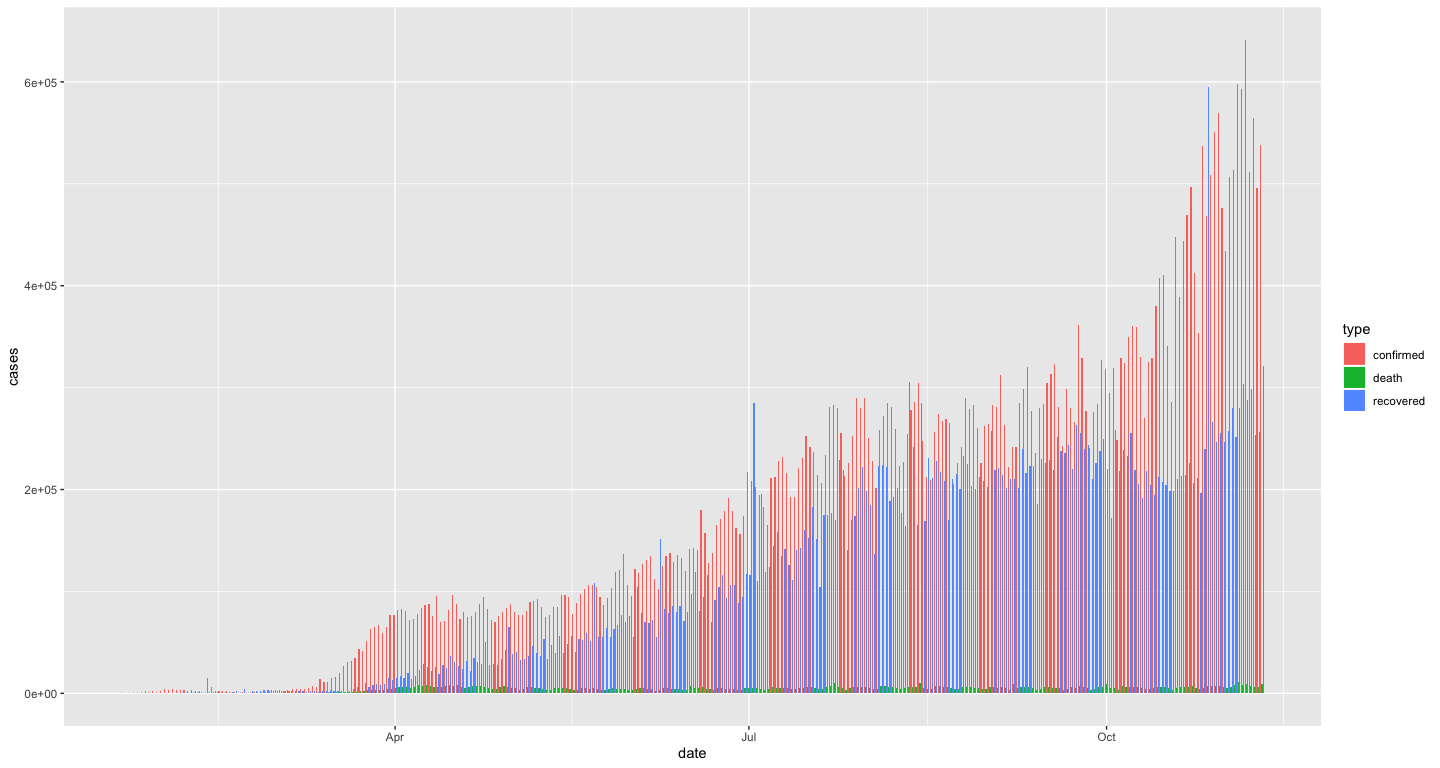 6e+05
4e+05
2e+05
0e+00
cases
Apr
Jul
Oct
date
type
confirmed
death
recovered